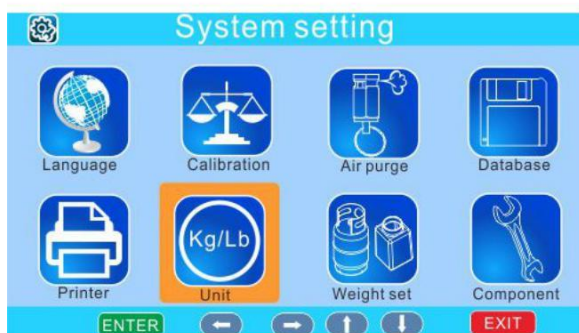 System setting
Language Calibration Air purge Database
Kg/Lb
Printer Unit Weight set Component
ENTER EXIT